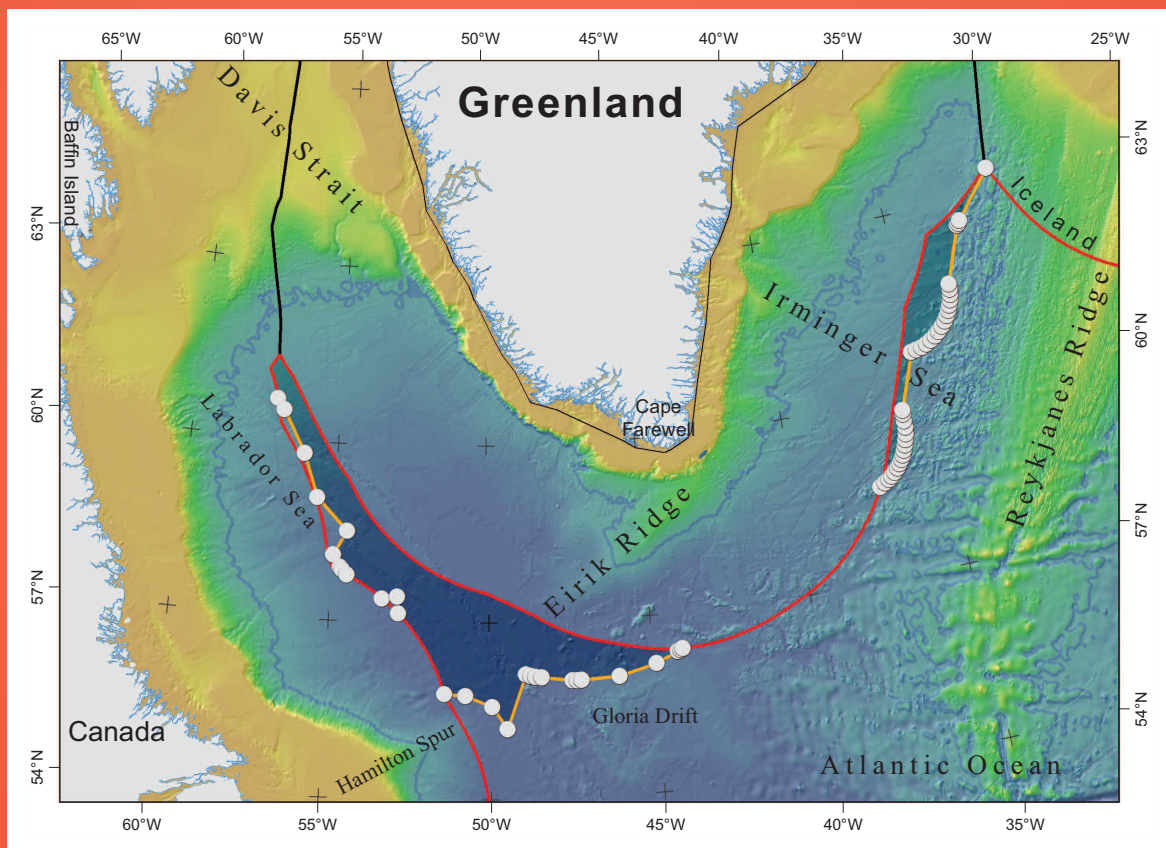 65°W 60°W 55°W 50°W 45°W 40°W 35°W 30°W 25°W
Davis Strait
Greenland
Baffin Island
63°N
63°N
Iceland
Irminger Sea
Reykjanes Ridge
60°N
60°N
Labrador Sea
Cape
Farewell
Eirik Ridge
57°N
57°N
Gloria Drift
54°N
Canada
Hamilton Spur
Atlantic Ocean
54°N
60°W 55°W 50°W 45°W 40°W 35°W